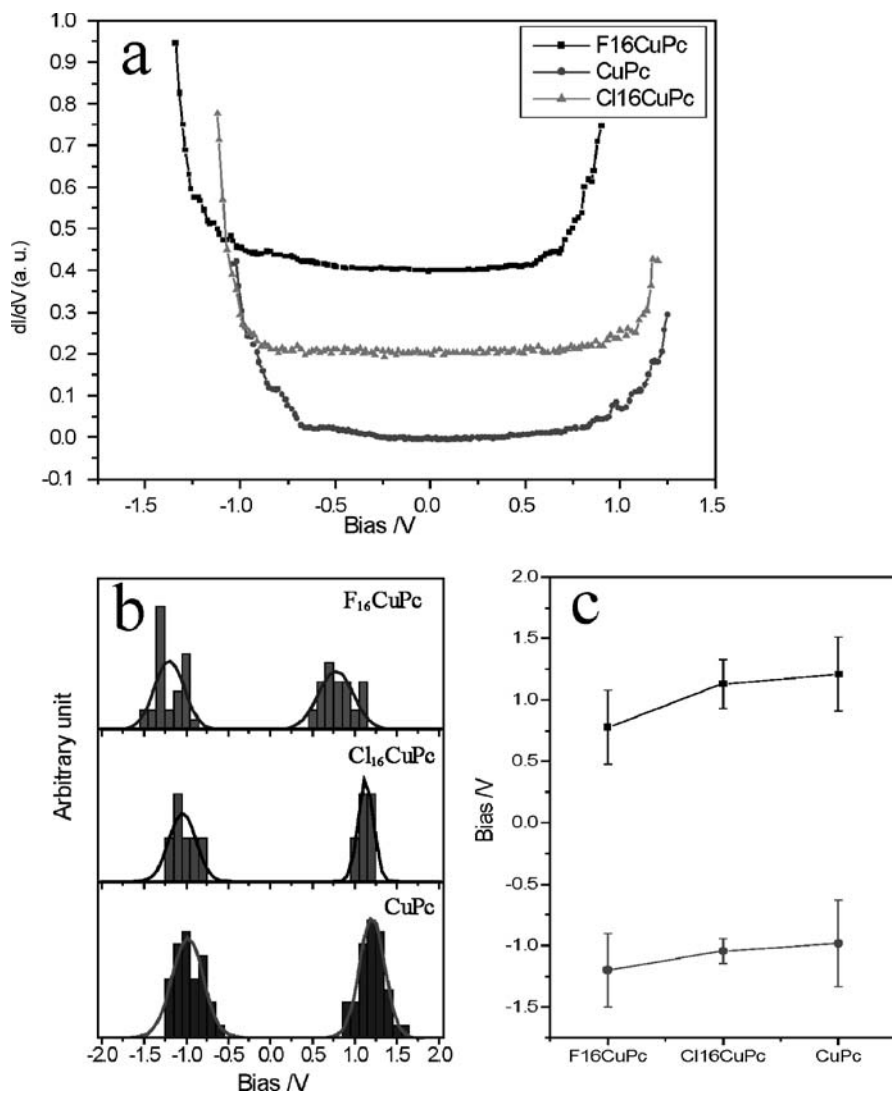 a
F16CuPc
CuPc
Cl16CuPc
1.0
0.9
0.8
0.7
0.6
0.5
0.4
0.3
0.2
0.1
0.0
-0.1
dI/dV (a. u.)
-1.5 -1.0 -0.5 0.0 0.5 1.0 1.5
Bias /V
b
F₁₆CuPc
Cl₁₆CuPc
CuPc
Arbitrary unit
-2.0 -1.5 -1.0 -0.5 0.0 0.5 1.0 1.5 2.0
Bias /V
c
2.0
1.5
1.0
0.5
0.0
-0.5
-1.0
-1.5
Bias /V
F16CuPc Cl16CuPc CuPc